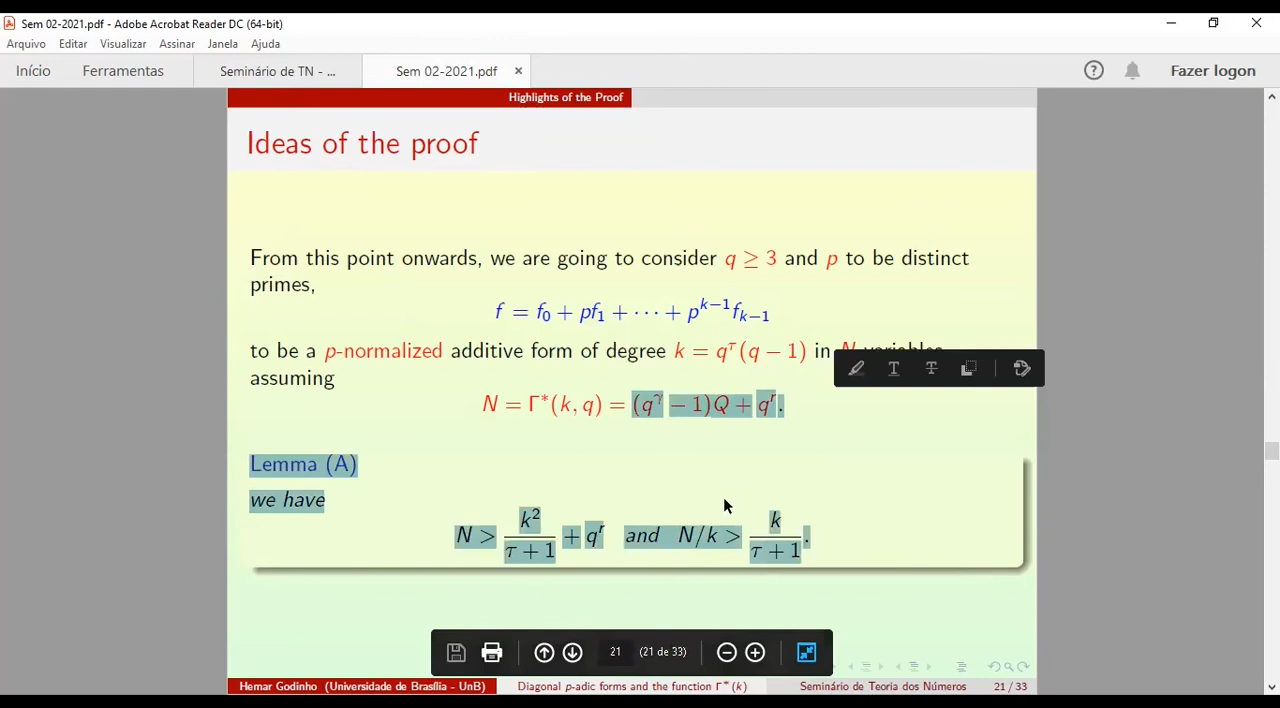 Sem 02-2021.pdf - Adobe Acrobat Reader DC (64-bit)
Arquivo Editar Visualizar Assinar Janela Ajuda
Início Ferramentas Seminário de TN - ... Sem 02-2021.pdf × Fazer logon
Highlights of the Proof
Ideas of the proof
From this point onwards, we are going to consider q ≥ 3 and p to be distinct
primes,
f = f₀ + pf₁ + ⋯ + p^{k−1}f_{k−1}
to be a p-normalized additive form of degree k = q^τ(q − 1) in N variables
assuming
N = Γ*(k, q) = (q^γ − 1)Q + q^r.
Lemma (A)
we have
N > k²/(τ + 1) + q^r and N/k > k/(τ + 1).
21 (21 de 33)
Hemar Godinho (Universidade de Brasília - UnB) Diagonal p-adic forms and the function Γ*(k) Seminário de Teoria dos Números 21 / 33